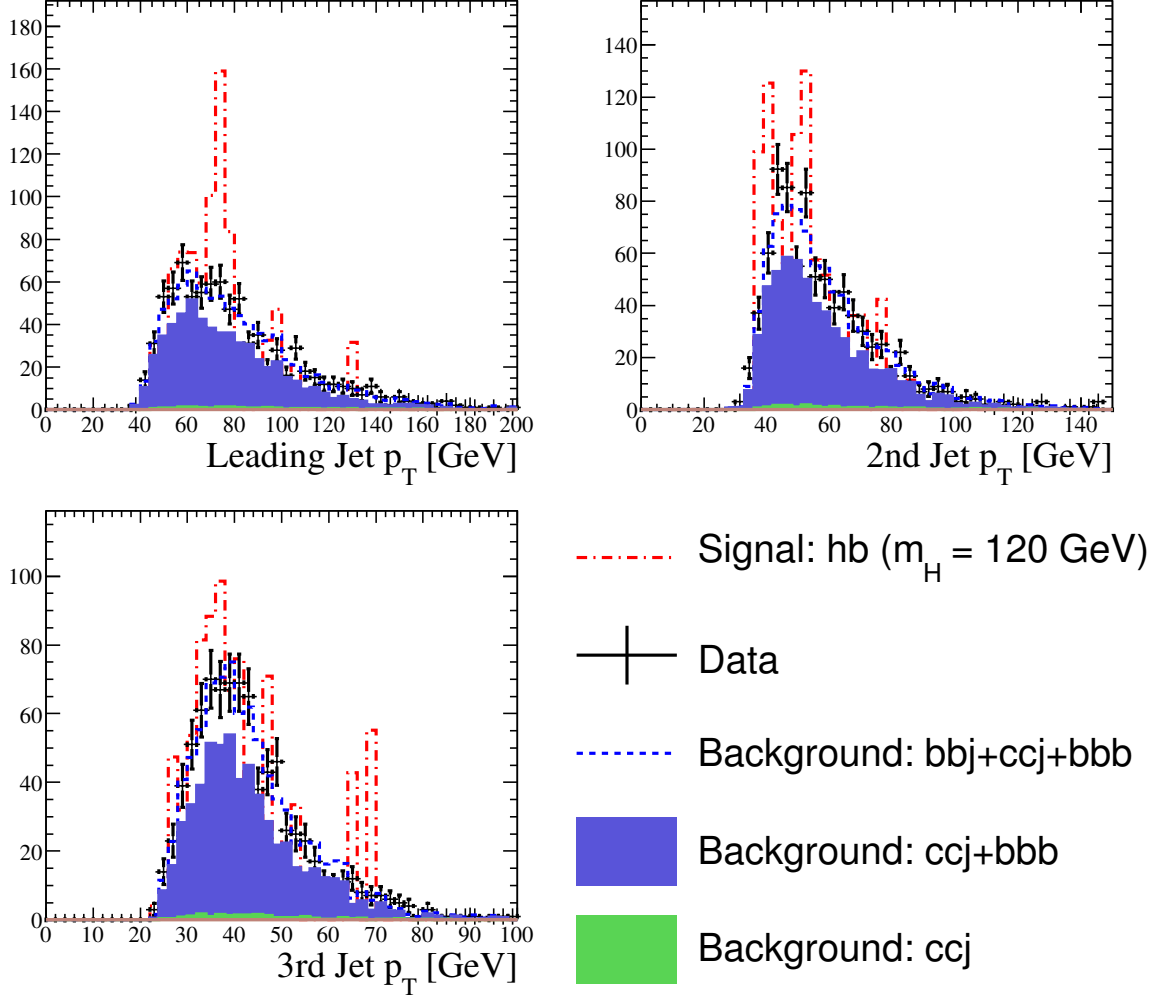 180
160
140
120
100
80
60
40
20
0
0 20 40 60 80 100 120 140 160 180 200
Leading Jet p_T [GeV]
140
120
100
80
60
40
20
0
0 20 40 60 80 100 120 140
2nd Jet p_T [GeV]
100
80
60
40
20
0
0 10 20 30 40 50 60 70 80 90 100
3rd Jet p_T [GeV]
Signal: hb (m_H = 120 GeV)
Data
Background: bbj+ccj+bbb
Background: ccj+bbb
Background: ccj